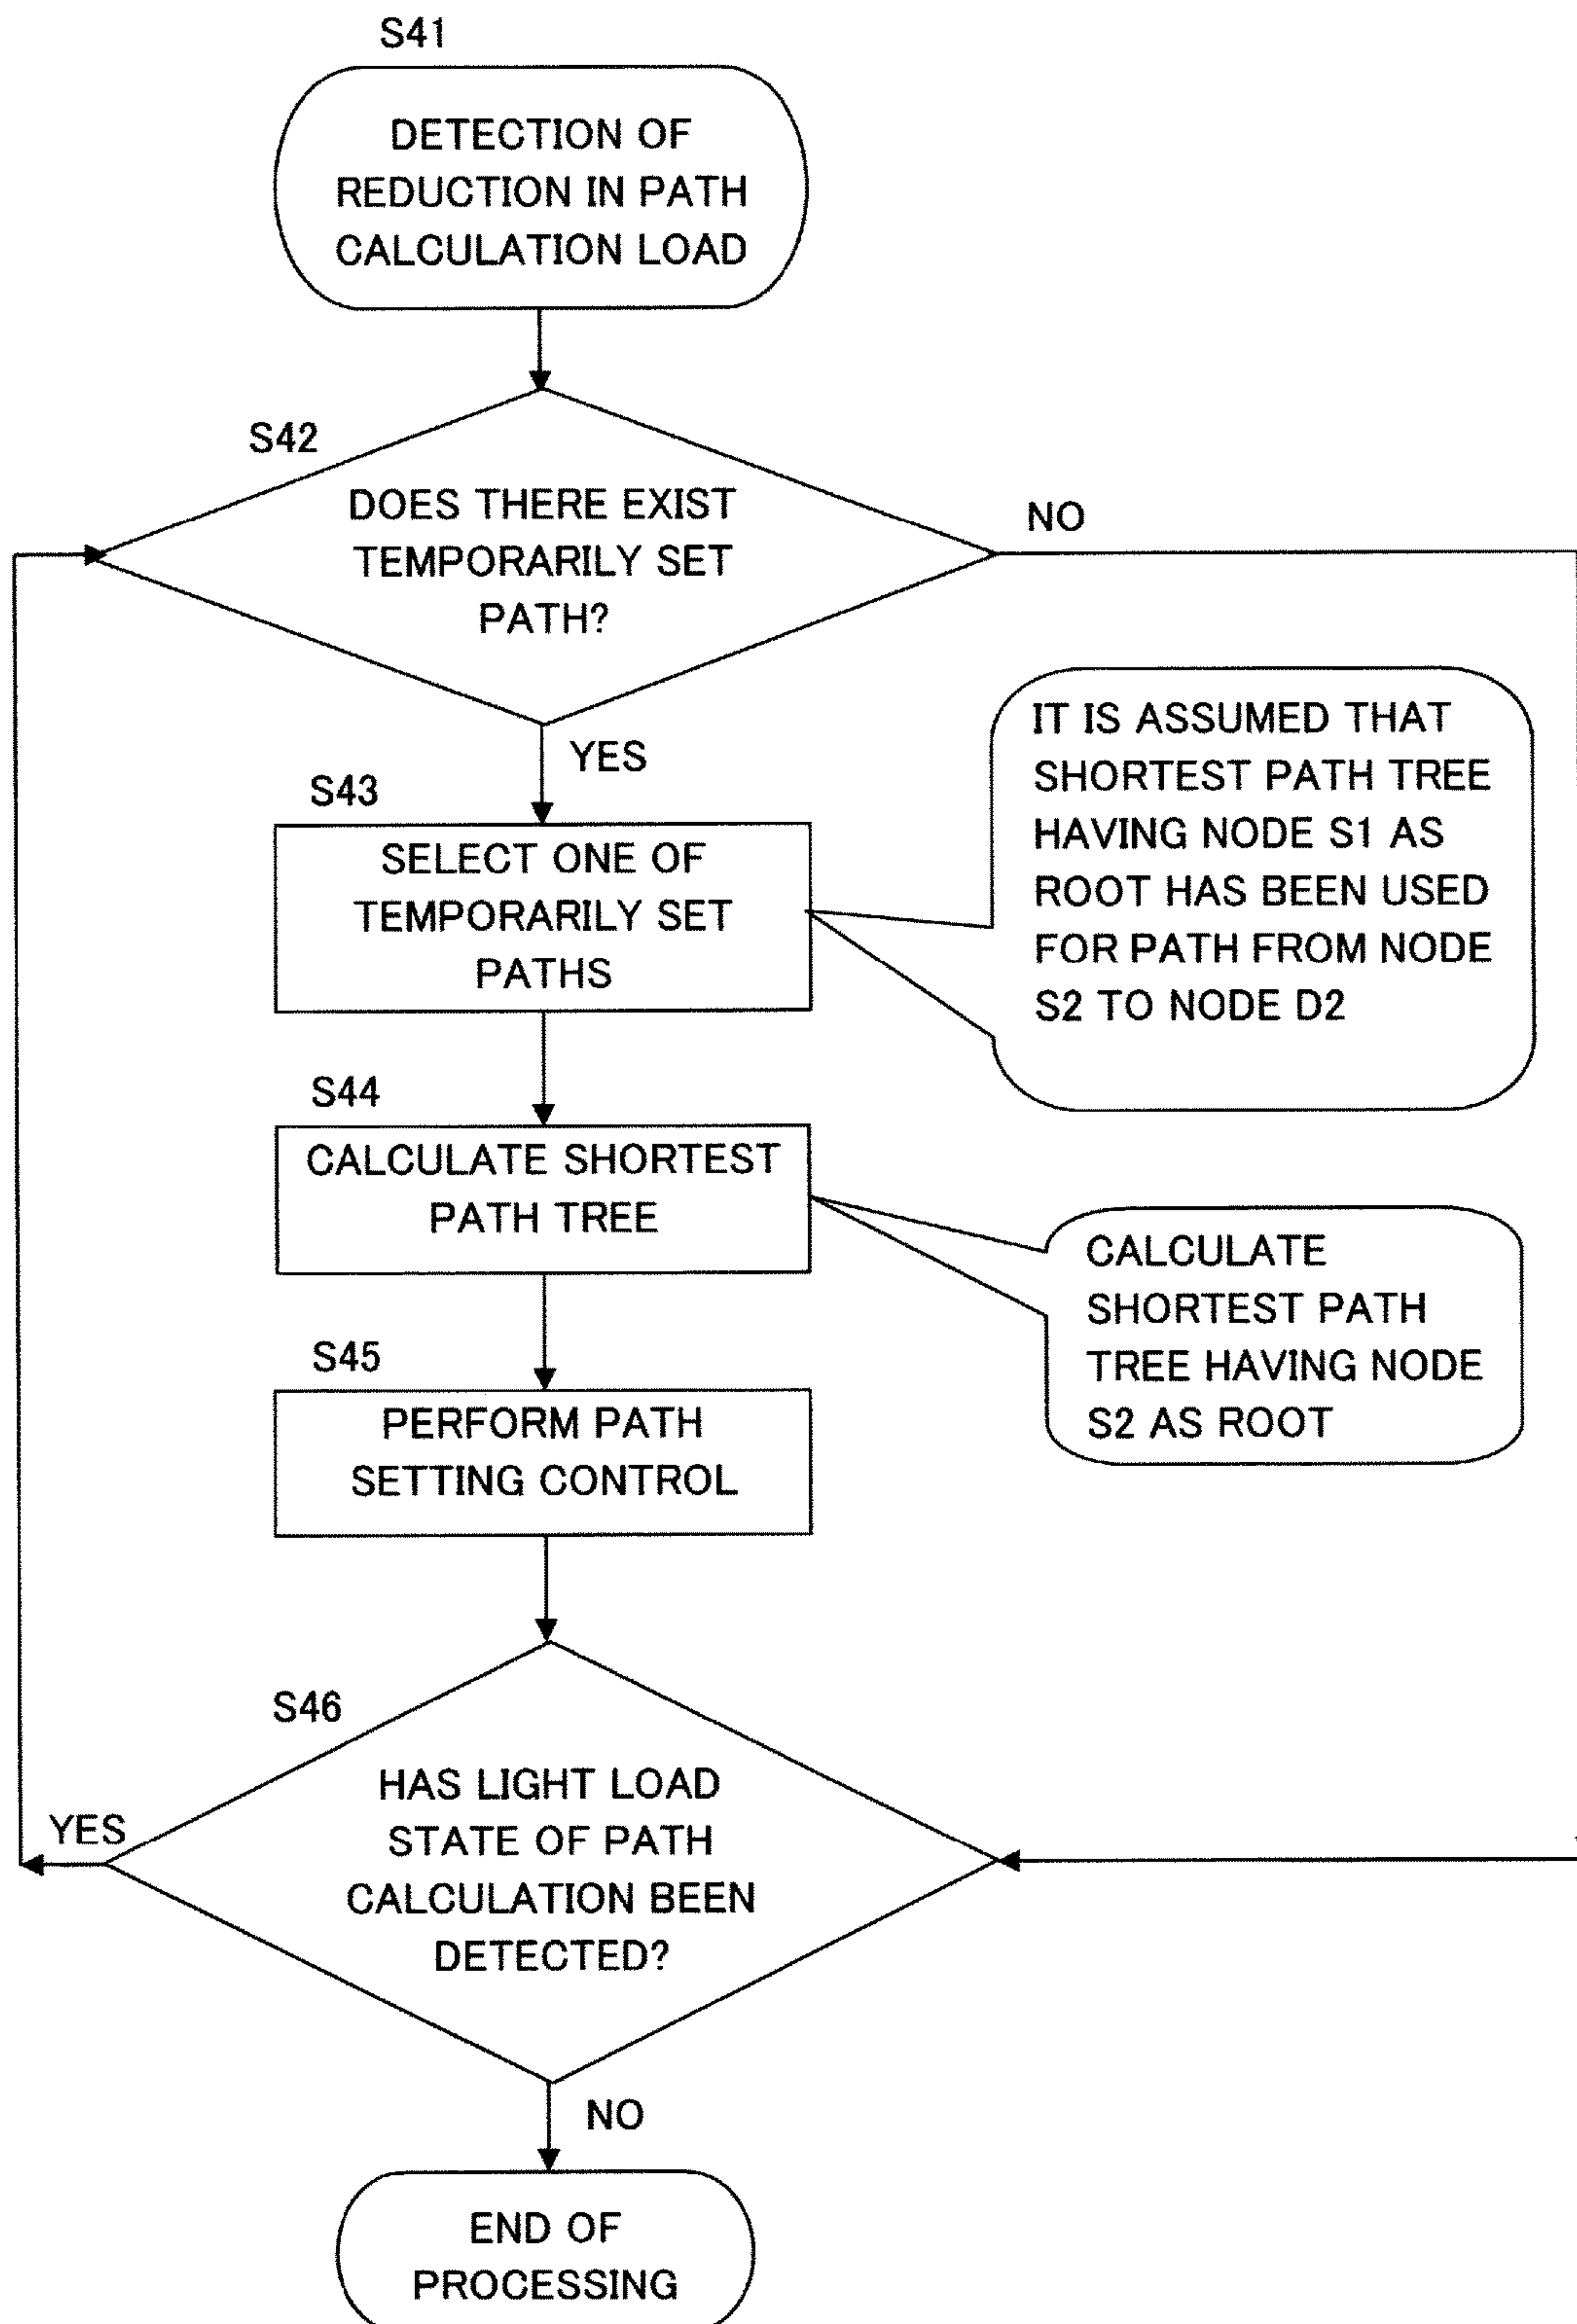 S41
DETECTION OF
REDUCTION IN PATH
CALCULATION LOAD
S42
DOES THERE EXIST
TEMPORARILY SET
PATH?
NO
YES
S43
SELECT ONE OF
TEMPORARILY SET
PATHS
IT IS ASSUMED THAT
SHORTEST PATH TREE
HAVING NODE S1 AS
ROOT HAS BEEN USED
FOR PATH FROM NODE
S2 TO NODE D2
S44
CALCULATE SHORTEST
PATH TREE
CALCULATE
SHORTEST PATH
TREE HAVING NODE
S2 AS ROOT
S45
PERFORM PATH
SETTING CONTROL
S46
HAS LIGHT LOAD
STATE OF PATH
CALCULATION BEEN
DETECTED?
YES
NO
END OF
PROCESSING